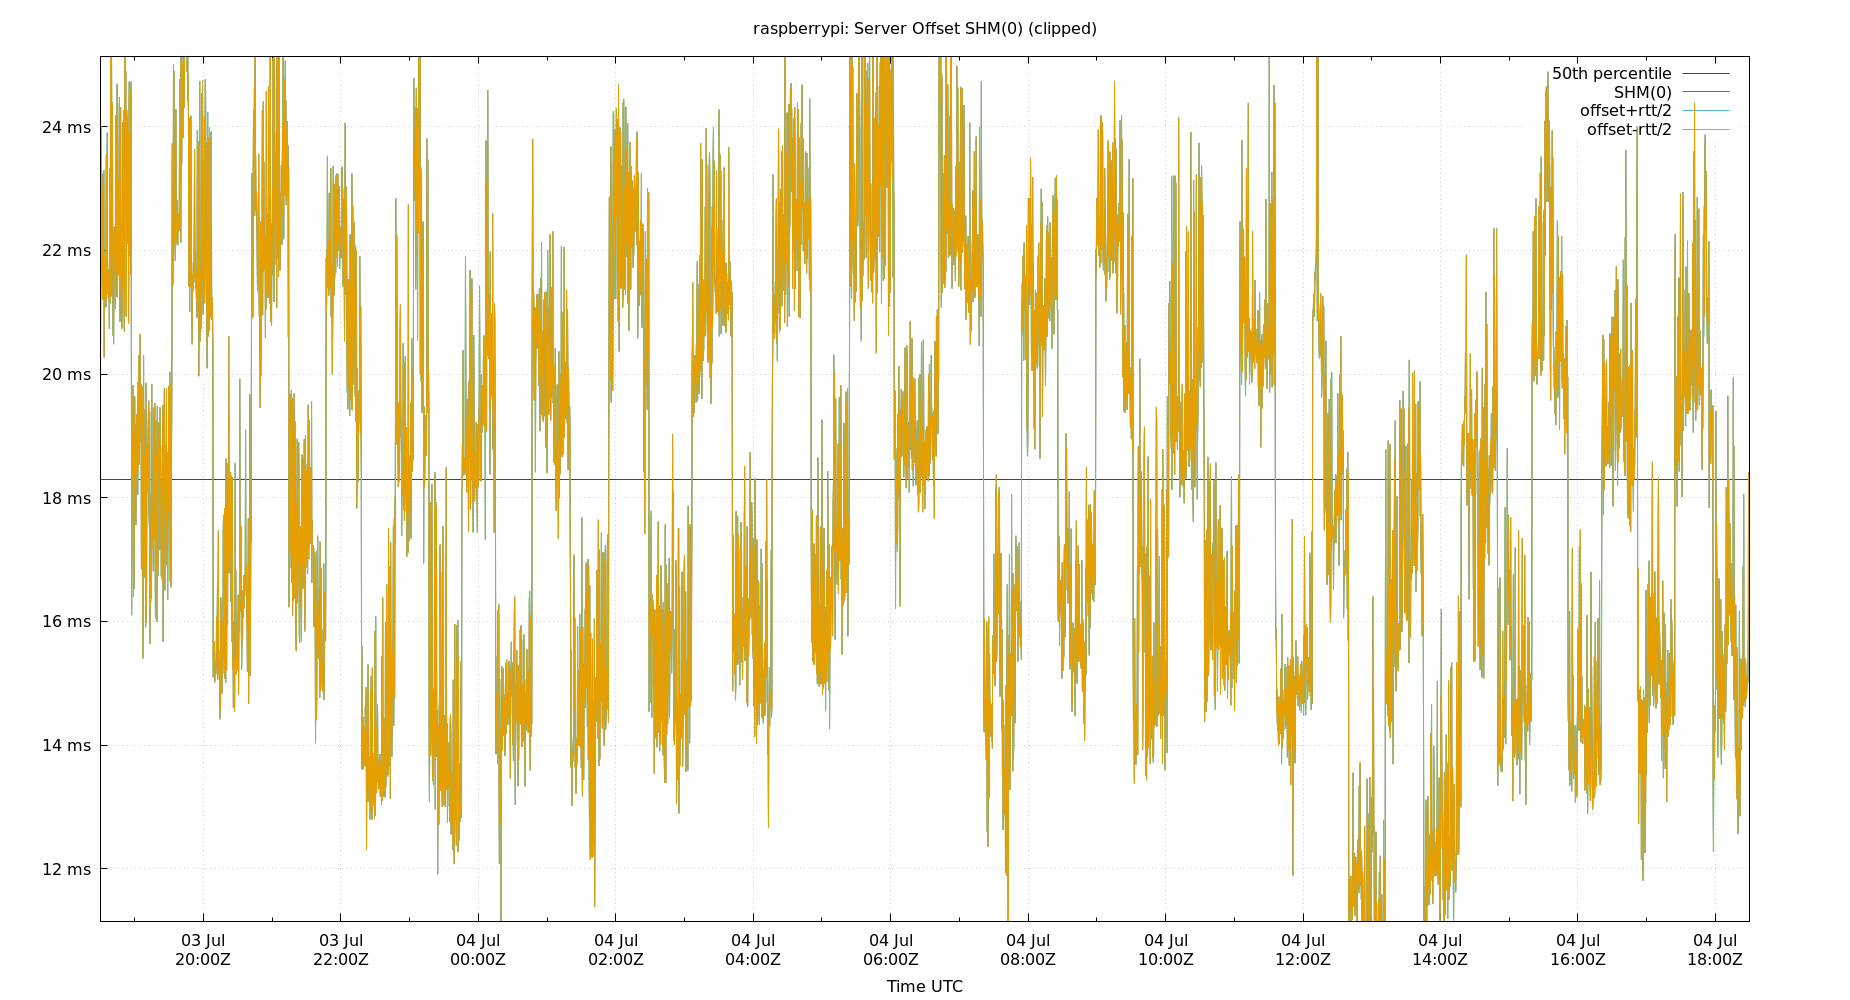 raspberrypi: Server Offset SHM(0) (clipped)
50th percentile
SHM(0)
offset+rtt/2
offset-rtt/2
24 ms
22 ms
20 ms
18 ms
16 ms
14 ms
12 ms
03 Jul 03 Jul 04 Jul 04 Jul 04 Jul 04 Jul 04 Jul 04 Jul 04 Jul 04 Jul 04 Jul 04 Jul
20:00Z 22:00Z 00:00Z 02:00Z 04:00Z 06:00Z 08:00Z 10:00Z 12:00Z 14:00Z 16:00Z 18:00Z
Time UTC